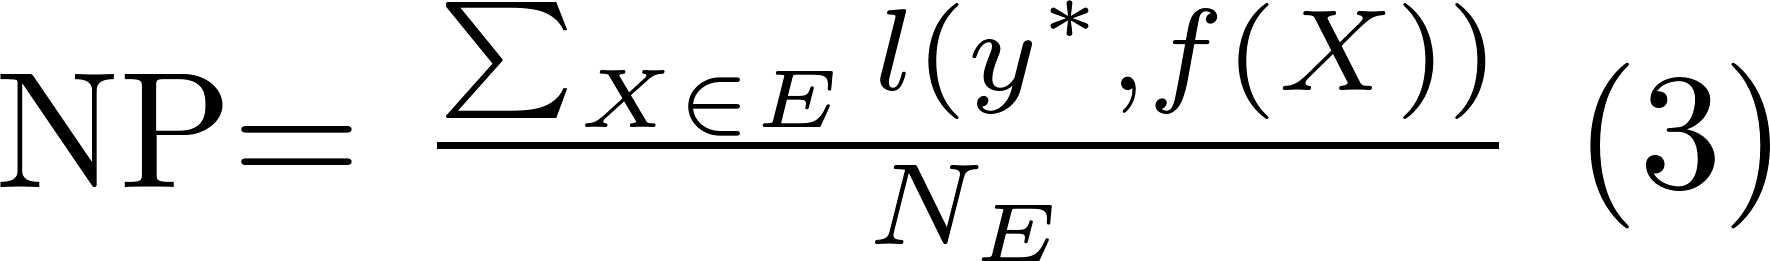 NP= \frac{\sum_{X \in E} l(y^*, f(X))}{N_E} (3)